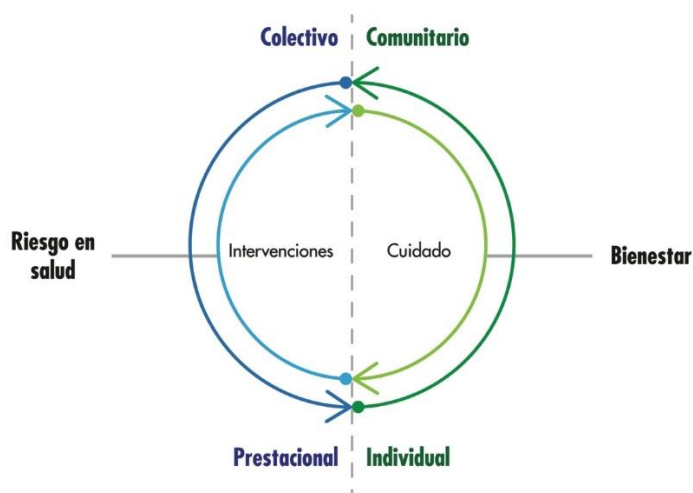 Colectivo
Comunitario
Riesgo en
salud
Intervenciones
Cuidado
Bienestar
Prestacional
Individual